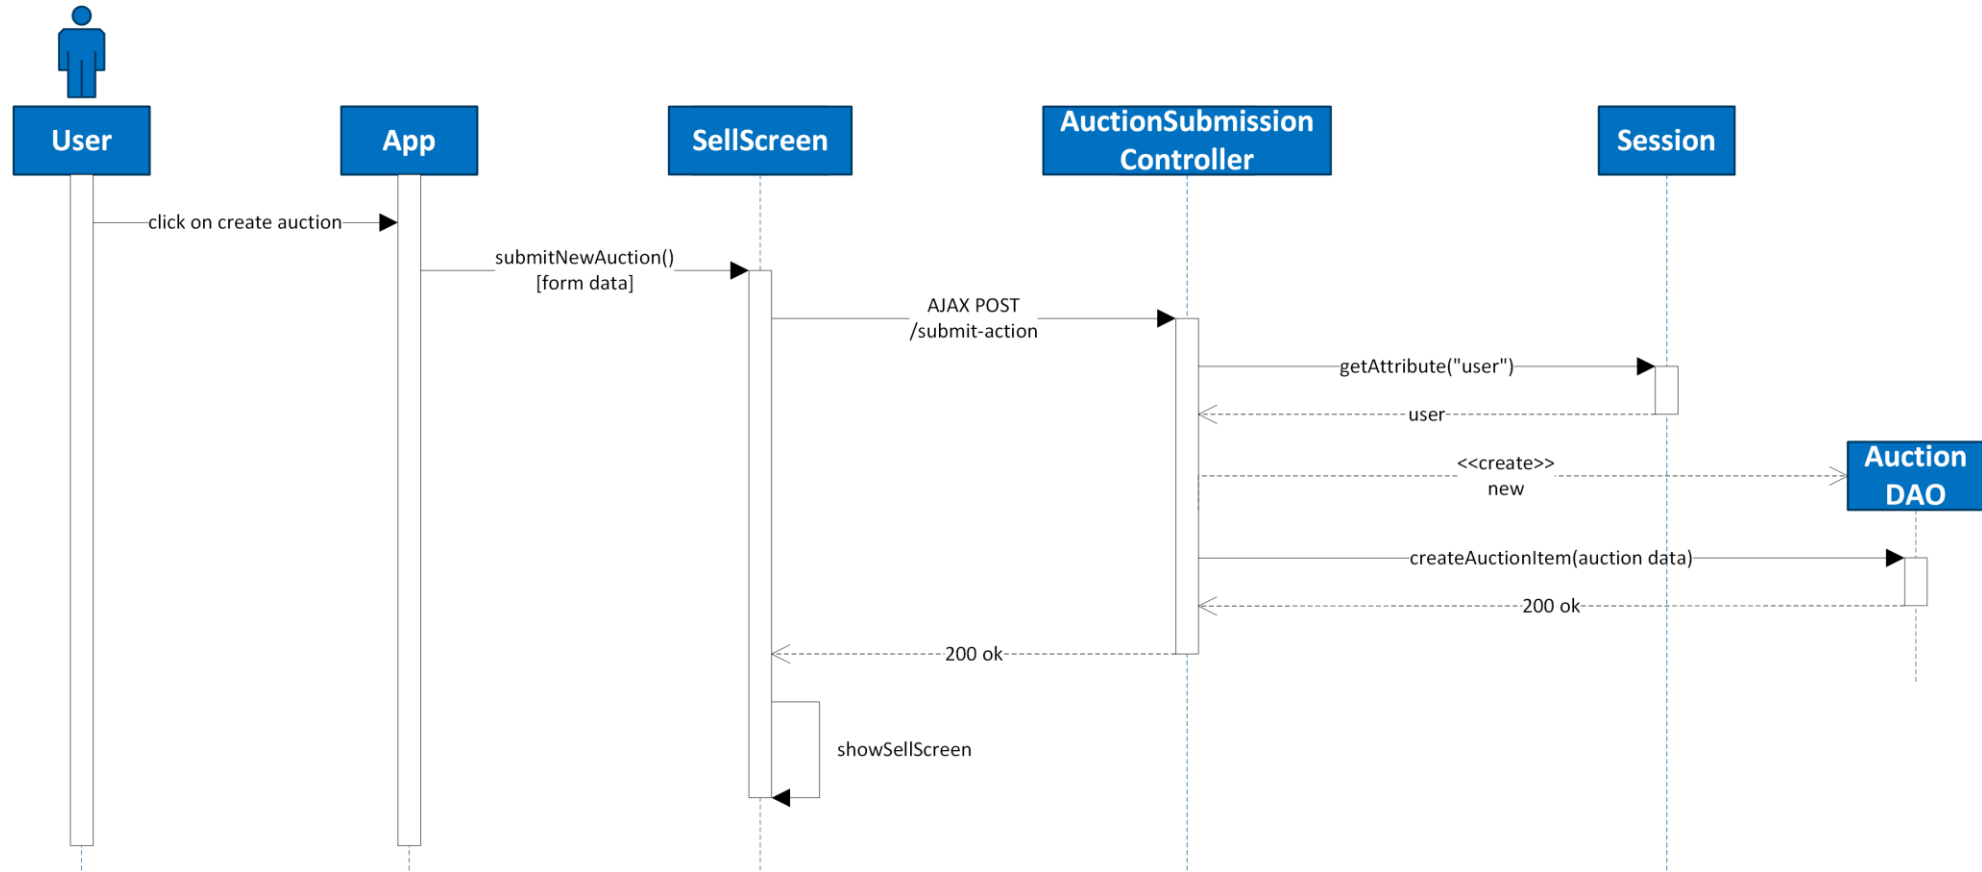 User
App
SellScreen
AuctionSubmission
Controller
Session
click on create auction
submitNewAuction()
[form data]
AJAX POST
/submit-action
getAttribute("user")
user
<<create>>
new
Auction
DAO
createAuctionItem(auction data)
200 ok
200 ok
showSellScreen